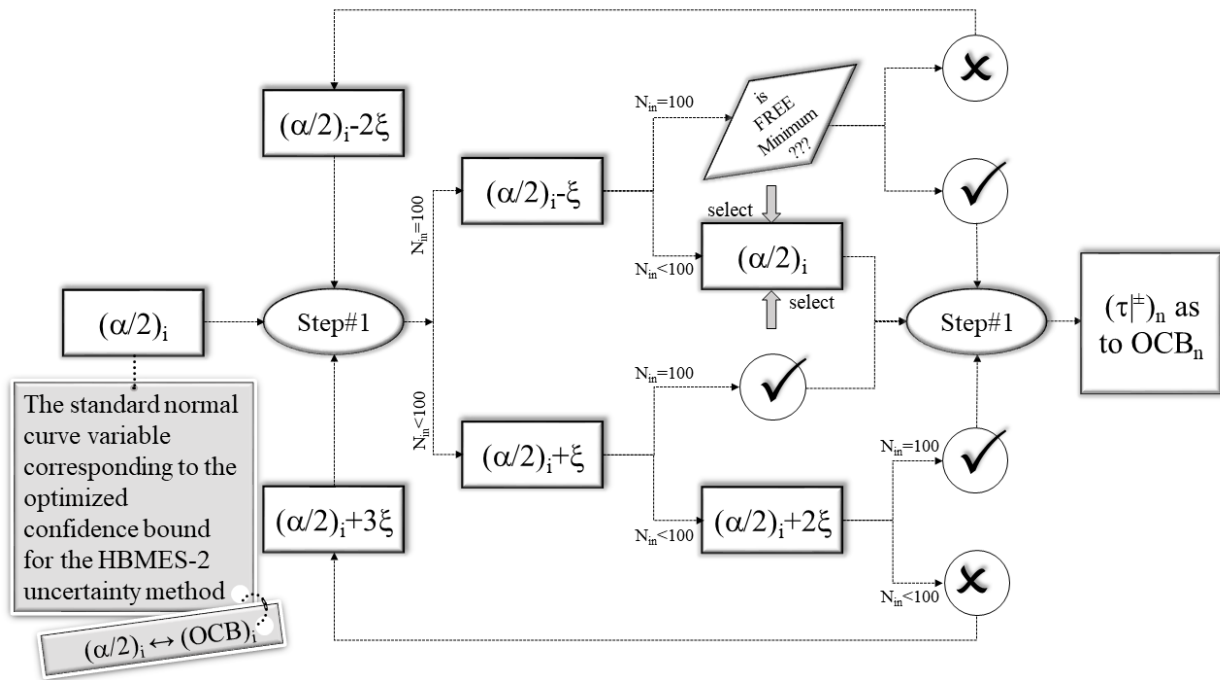 (α/2)i-2ξ
Nin=100
is
FREE
Minimum
???
(α/2)i-ξ
Nin=100
select
(α/2)i
Nin<100
select
(α/2)i
Step#1
Step#1
(τ|±)n as
to OCBn
Nin<100
Nin=100
(α/2)i+ξ
Nin=100
The standard normal
curve variable
corresponding to the
optimized
confidence bound
for the HBMES-2
uncertainty method
(α/2)i+3ξ
(α/2)i+2ξ
Nin<100
Nin<100
(α/2)i↔(OCB)i